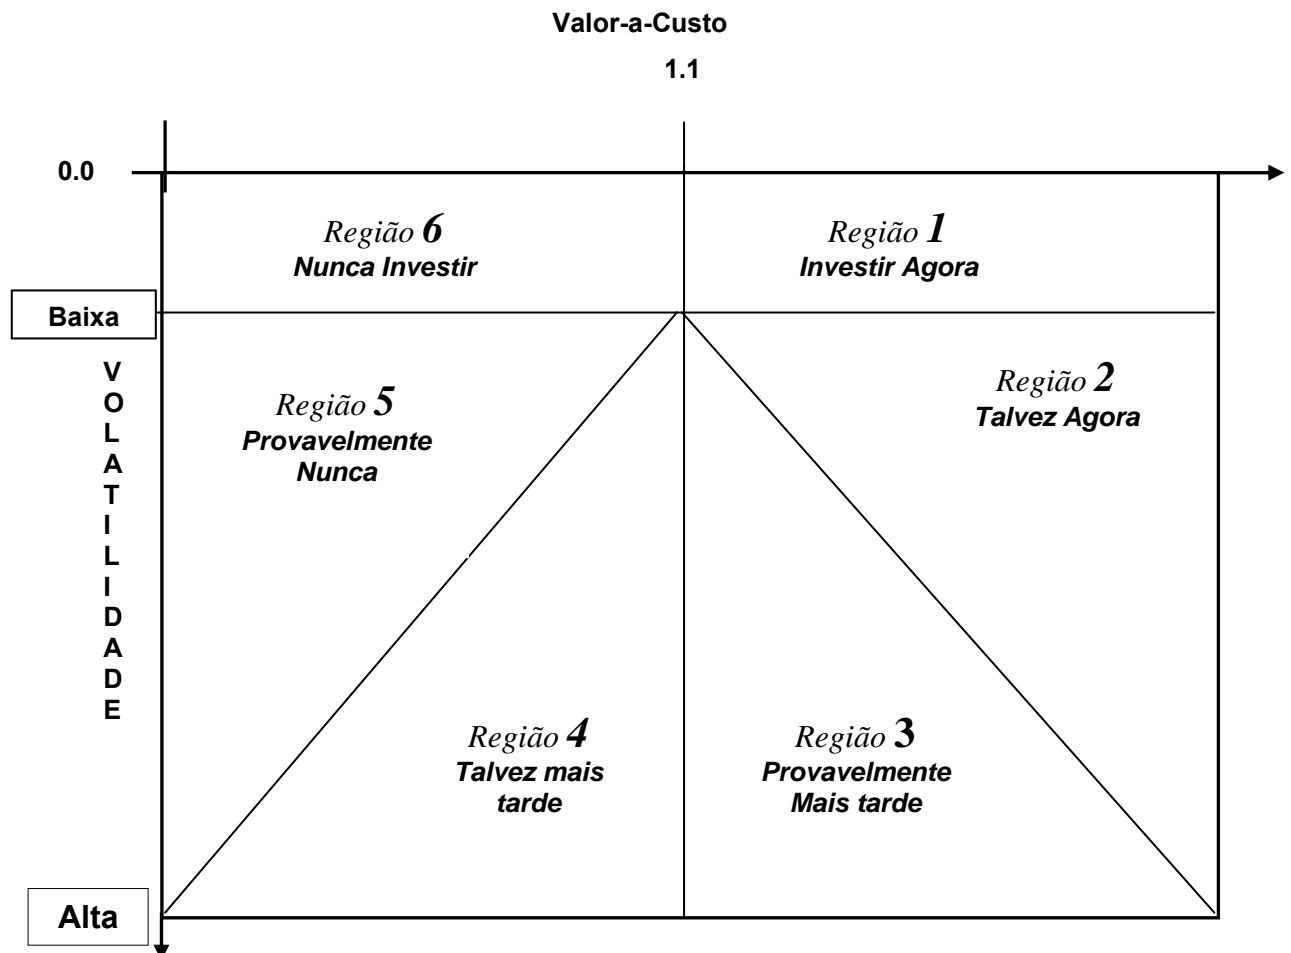 Valor-a-Custo
1.1
0.0
Região 6
Nunca Investir
Região 1
Investir Agora
Baixa
VOLATILIDADE
Região 5
Provavelmente
Nunca
Região 2
Talvez Agora
Região 4
Talvez mais
tarde
Região 3
Provavelmente
Mais tarde
Alta